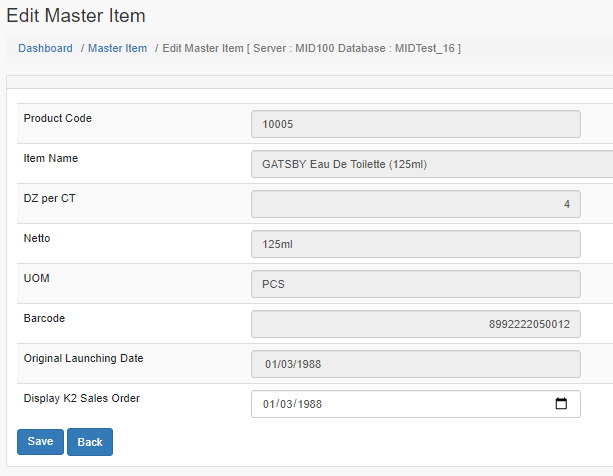 Edit Master Item
Dashboard / Master Item / Edit Master Item [ Server : MID100 Database : MIDTest_16 ]
Product Code 10005
Item Name GATSBY Eau De Toilette (125ml)
DZ per CT 4
Netto 125ml
UOM PCS
Barcode 8992222050012
Original Launching Date 01/03/1988
Display K2 Sales Order 01/03/1988
Save Back